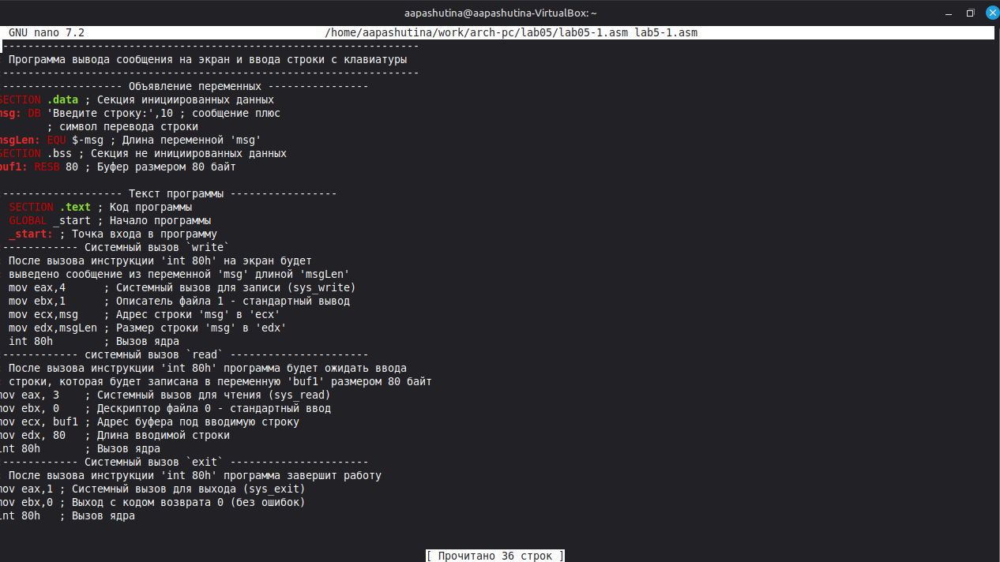 aapashutina@aapashutina-VirtualBox: ~
GNU nano 7.2 /home/aapashutina/work/arch-pc/lab05/lab05-1.asm lab5-1.asm
;------------------------------------------------------------------
; Программа вывода сообщения на экран и ввода строки с клавиатуры
;------------------------------------------------------------------
;------------------- Объявление переменных ----------------
SECTION .data ; Секция инициированных данных
msg: DB 'Введите строку:',10 ; сообщение плюс
; символ перевода строки
msgLen: EQU $-msg ; Длина переменной 'msg'
SECTION .bss ; Секция не инициированных данных
buf1: RESB 80 ; Буфер размером 80 байт
;------------------- Текст программы -----------------
SECTION .text ; Код программы
GLOBAL _start ; Начало программы
_start: ; Точка входа в программу
;------------ Системный вызов `write`
; После вызова инструкции 'int 80h' на экран будет
; выведено сообщение из переменной 'msg' длиной 'msgLen'
mov eax,4 ; Системный вызов для записи (sys_write)
mov ebx,1 ; Описатель файла 1 - стандартный вывод
mov ecx,msg ; Адрес строки 'msg' в 'ecx'
mov edx,msgLen ; Размер строки 'msg' в 'edx'
int 80h ; Вызов ядра
;------------ системный вызов `read` ----------------------
; После вызова инструкции 'int 80h' программа будет ожидать ввода
; строки, которая будет записана в переменную 'buf1' размером 80 байт
mov eax, 3 ; Системный вызов для чтения (sys_read)
mov ebx, 0 ; Дескриптор файла 0 - стандартный ввод
mov ecx, buf1 ; Адрес буфера под вводимую строку
mov edx, 80 ; Длина вводимой строки
int 80h ; Вызов ядра
;------------ Системный вызов `exit` ----------------------
; После вызова инструкции 'int 80h' программа завершит работу
mov eax,1 ; Системный вызов для выхода (sys_exit)
mov ebx,0 ; Выход с кодом возврата 0 (без ошибок)
int 80h ; Вызов ядра
[ Прочитано 36 строк ]